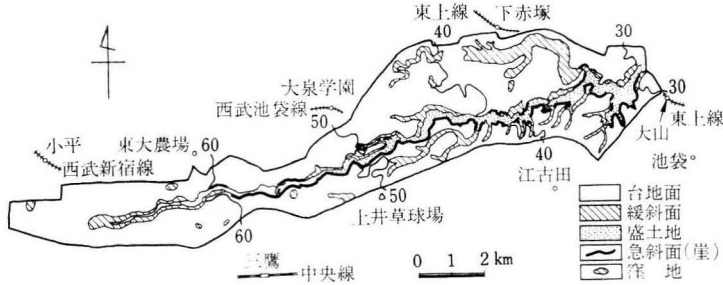 東上線 下赤塚
40
30
大泉学園
西武池袋線
50
30
東上線
大山
小平
東大農場
60
西武新宿線
池袋
40
江古田
50
上井草球場
60
三鷹
中央線
0 1 2 km
台地面
緩斜面
盛土地
急斜面(崖)
窪地